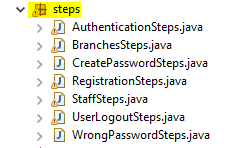 steps
AuthenticationSteps.java
BranchesSteps.java
CreatePasswordSteps.java
RegistrationSteps.java
StaffSteps.java
UserLogoutSteps.java
WrongPasswordSteps.java